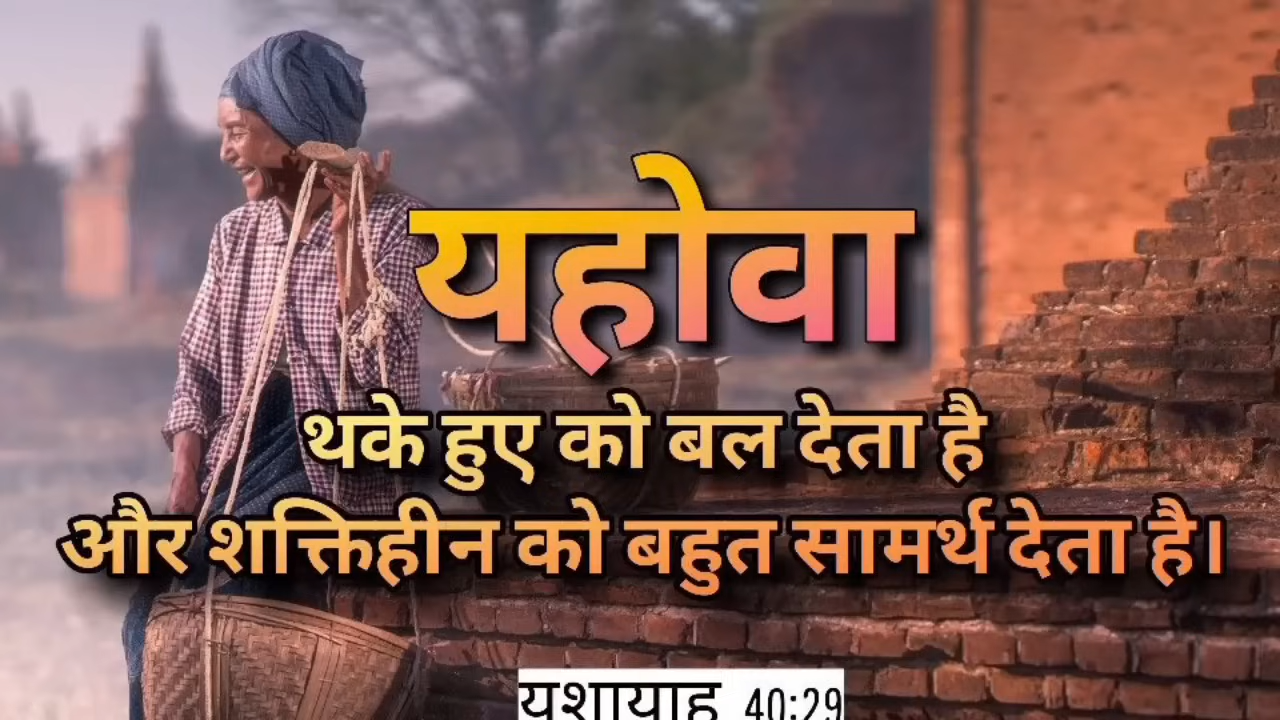 यहोवा
थके हुए को बल देता है
और शक्तिहीन को बहुत सामर्थ देता है।
यशायाह 40:29